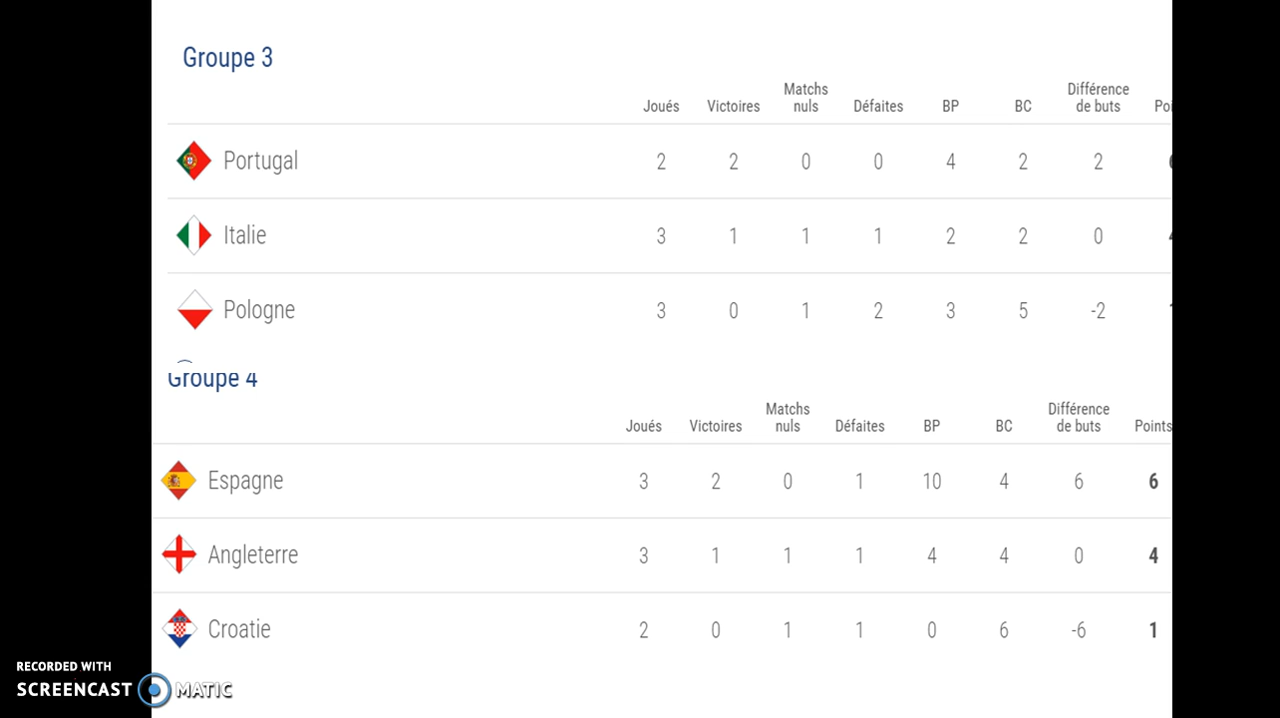 Groupe 3
Joués Victoires Matchs nuls Défaites BP BC Différence de buts
Portugal 2 2 0 0 4 2 2
Italie 3 1 1 1 2 2 0
Pologne 3 0 1 2 3 5 -2
Groupe 4
Joués Victoires Matchs nuls Défaites BP BC Différence de buts Points
Espagne 3 2 0 1 10 4 6 6
Angleterre 3 1 1 1 4 4 0 4
Croatie 2 0 1 1 0 6 -6 1
RECORDED WITH
SCREENCAST MATIC